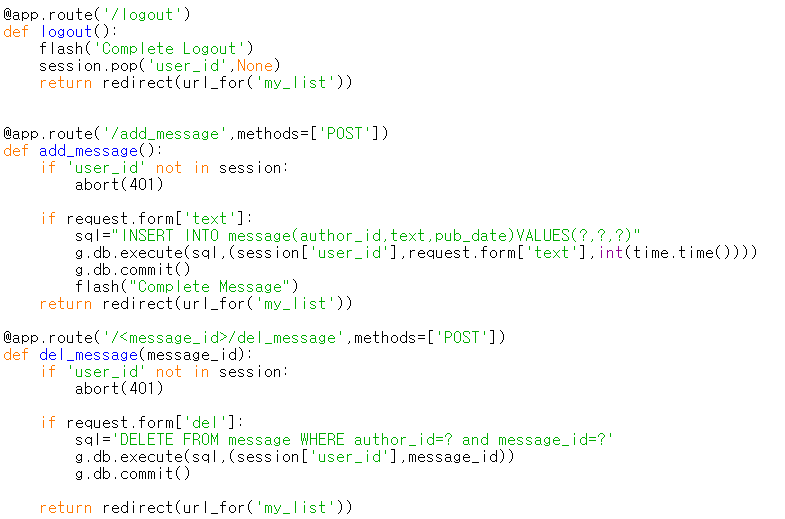 @app.route('/logout')
def logout():
    flash('Complete Logout')
    session.pop('user_id',None)
    return redirect(url_for('my_list'))
@app.route('/add_message',methods=['POST'])
def add_message():
    if 'user_id' not in session:
        abort(401)
    if request.form['text']:
        sql="INSERT INTO message(author_id,text,pub_date)VALUES(?,?,?)"
        g.db.execute(sql,(session['user_id'],request.form['text'],int(time.time())))
        g.db.commit()
        flash("Complete Message")
    return redirect(url_for('my_list'))
@app.route('/<message_id>/del_message',methods=['POST'])
def del_message(message_id):
    if 'user_id' not in session:
        abort(401)
    if request.form['del']:
        sql='DELETE FROM message WHERE author_id=? and message_id=?'
        g.db.execute(sql,(session['user_id'],message_id))
        g.db.commit()
    return redirect(url_for('my_list'))